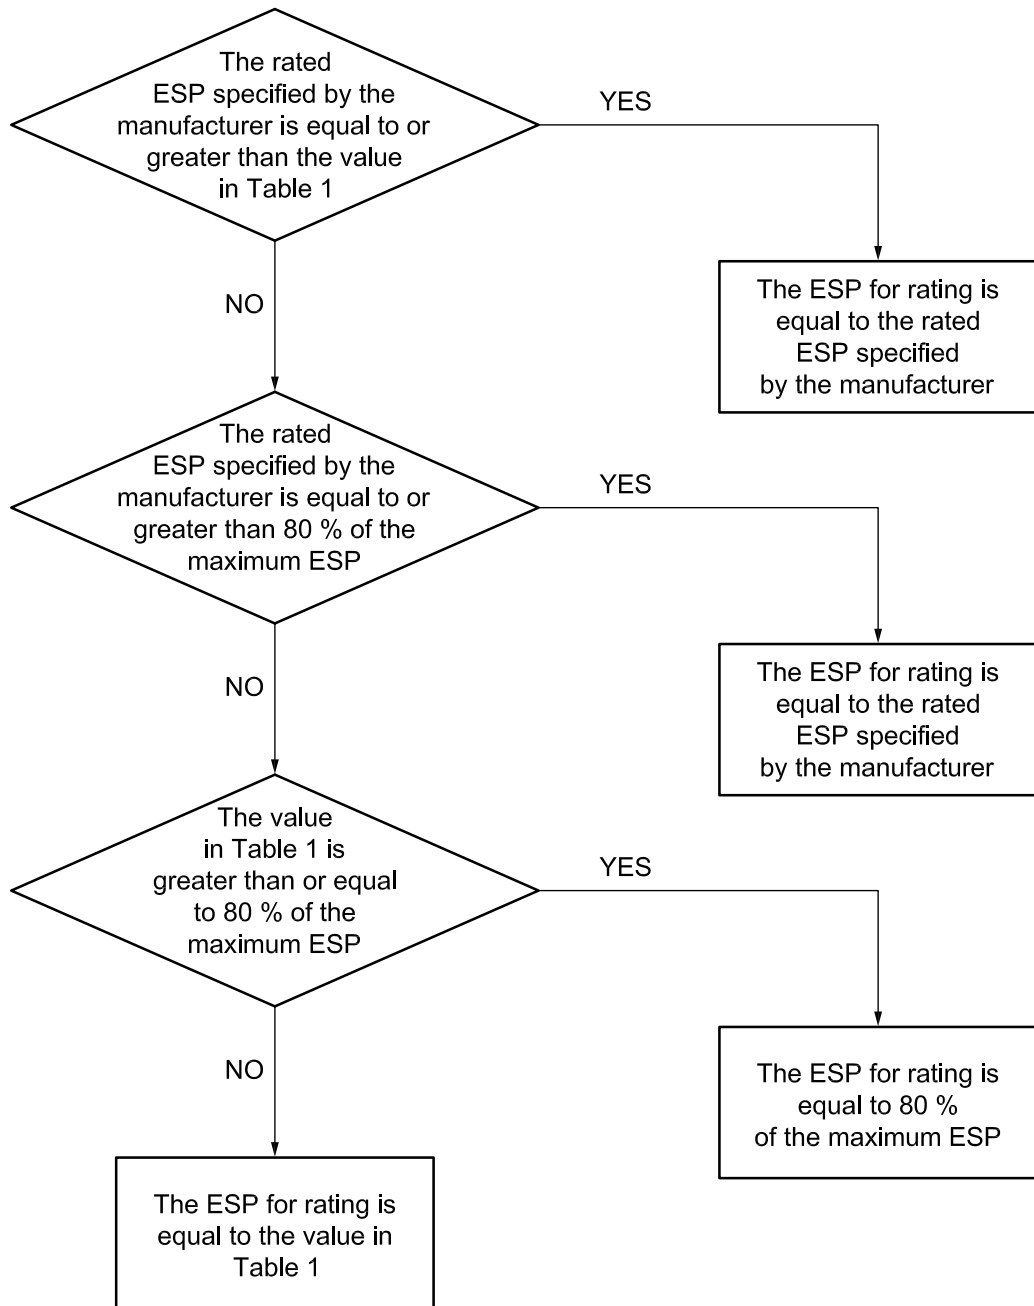 The rated
ESP specified by the
manufacturer is equal to or
greater than the value
in Table 1
YES
The ESP for rating is
equal to the rated
ESP specified
by the manufacturer
NO
The rated
ESP specified by the
manufacturer is equal to or
greater than 80 % of the
maximum ESP
YES
The ESP for rating is
equal to the rated
ESP specified
by the manufacturer
NO
The value
in Table 1 is
greater than or equal
to 80 % of the
maximum ESP
YES
The ESP for rating is
equal to 80 %
of the maximum ESP
NO
The ESP for rating is
equal to the value in
Table 1